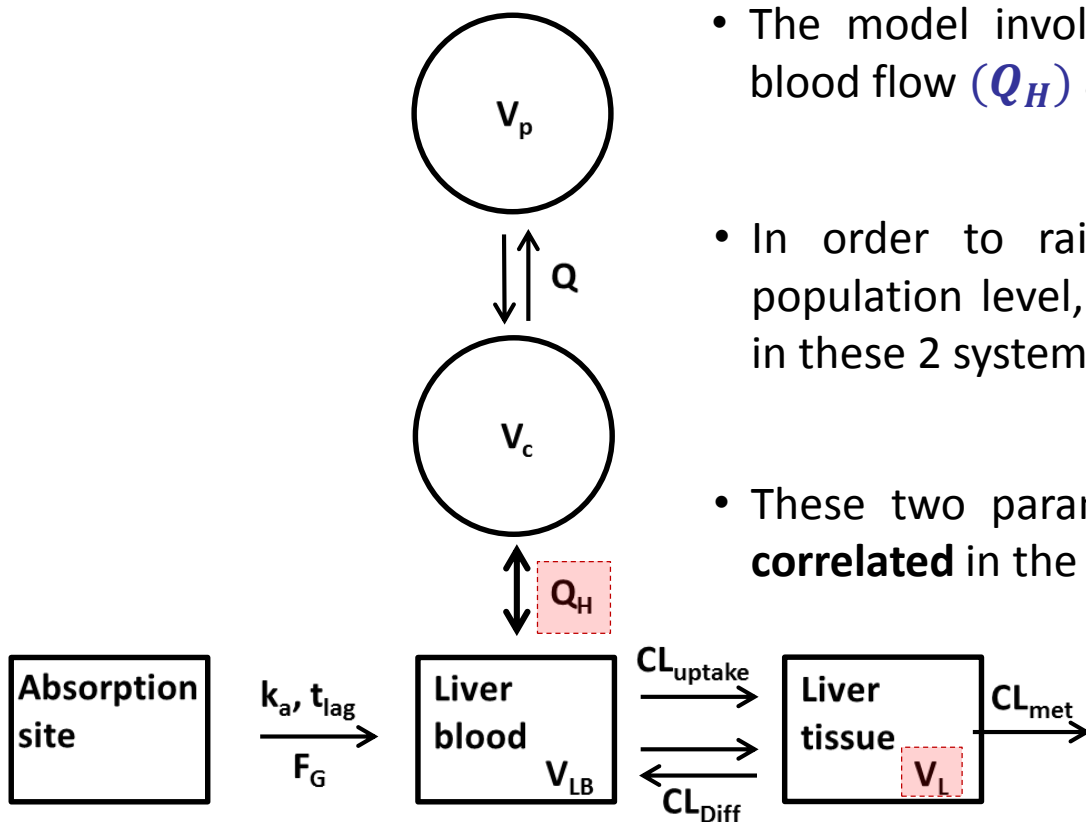 • The model invol
blood flow (Q_H)
• In order to rai
population level,
in these 2 system
• These two paran
correlated in the
V_p
Q
V_c
Q_H
Absorption
site
k_a, t_lag
F_G
Liver
blood
V_LB
CL_uptake
CL_Diff
Liver
tissue
V_L
CL_met